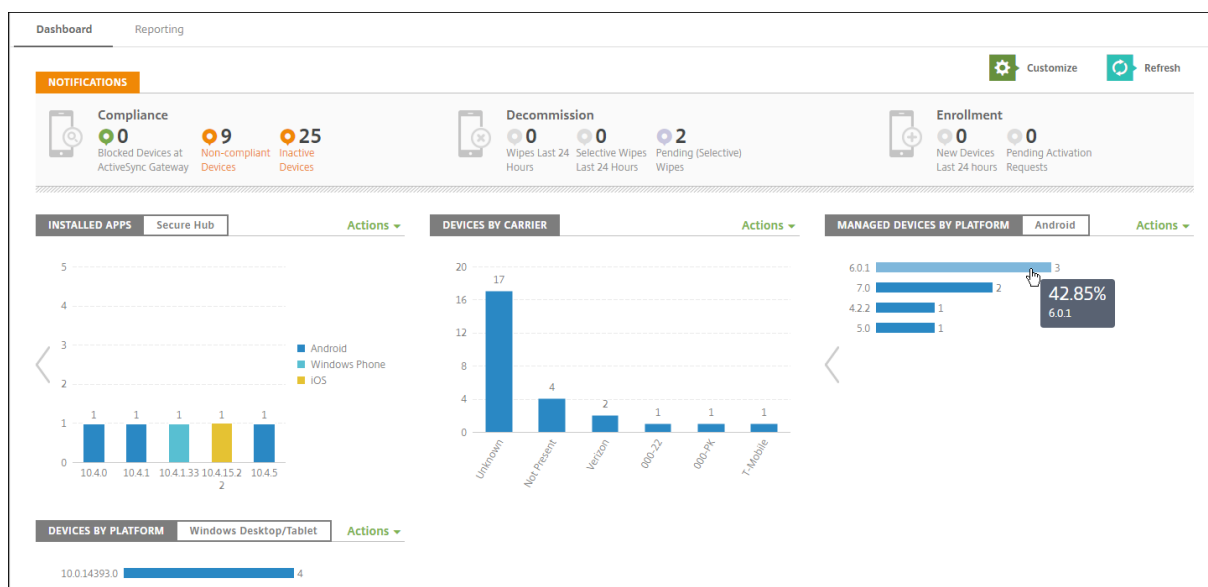 Dashboard Reporting
Customize Refresh
NOTIFICATIONS
Compliance
0 9 25
Blocked Devices at Non-compliant Inactive
ActiveSync Gateway Devices Devices
Decommission
0 0 2
Wipes Last 24 Selective Wipes Pending (Selective)
Hours Last 24 Hours Wipes
Enrollment
0 0
New Devices Pending Activation
Last 24 hours Requests
INSTALLED APPS Secure Hub Actions
5
4
3
2
1
0
1 1 1 1 1
10.4.0 10.4.1 10.4.1.33 10.4.15.2 10.4.5
2
Android
Windows Phone
iOS
DEVICES BY CARRIER Actions
20
16
12
8
4
0
17 4 2 1 1 1
Unknown Not Present Verizon 000-22 000-PK T-Mobile
MANAGED DEVICES BY PLATFORM Android Actions
6.0.1 3
7.0 2
4.2.2 1
5.0 1
42.85%
6.0.1
DEVICES BY PLATFORM Windows Desktop/Tablet Actions
10.0.14393.0 4